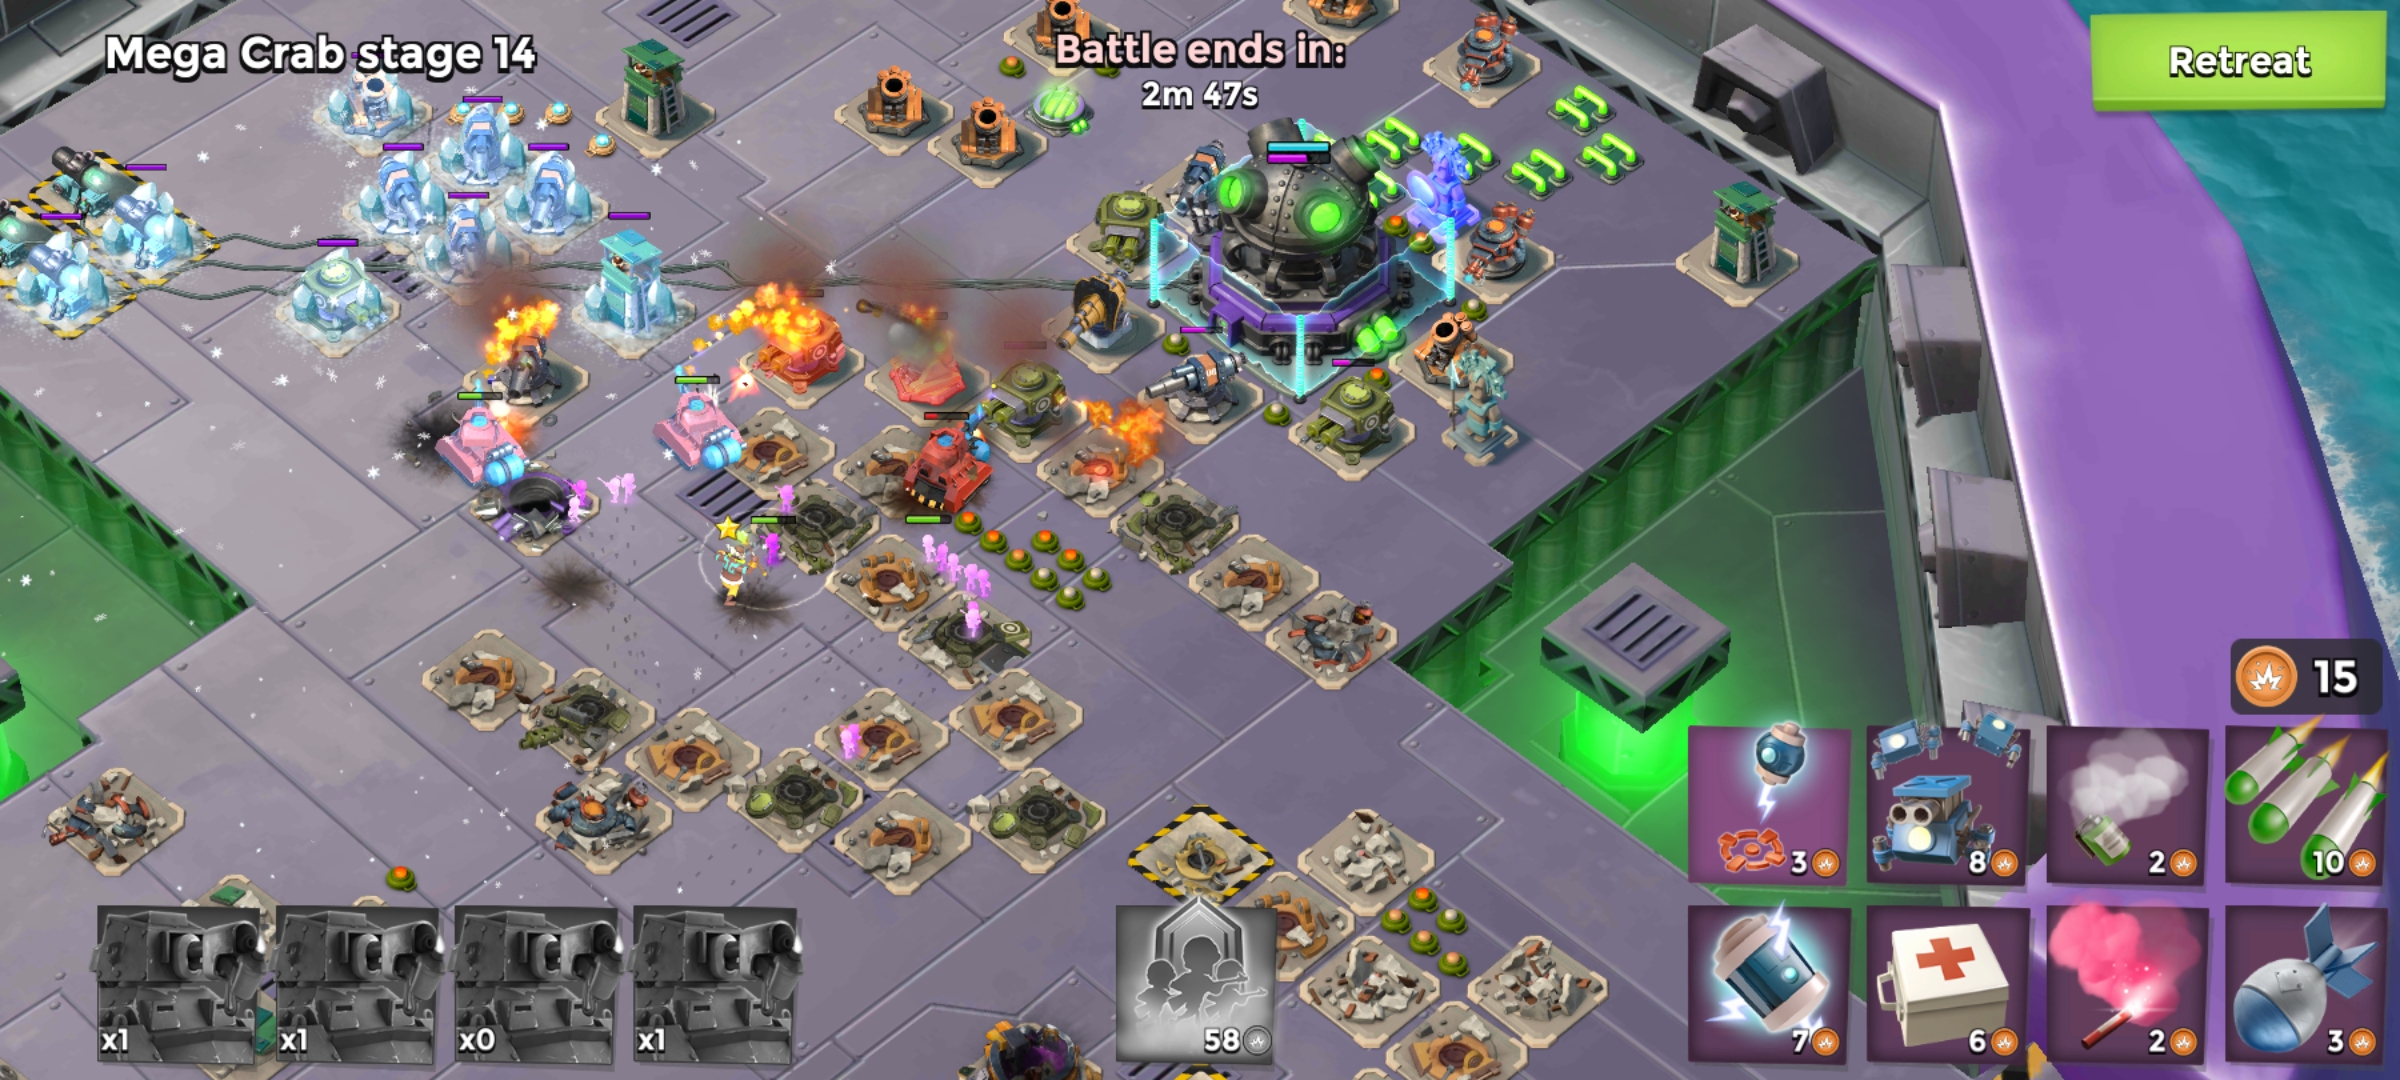 Mega Crab stage 14
Battle ends in:
2m 47s
Retreat
15
3
8
2
10
7
6
2
3
58
x1
x1
x0
x1